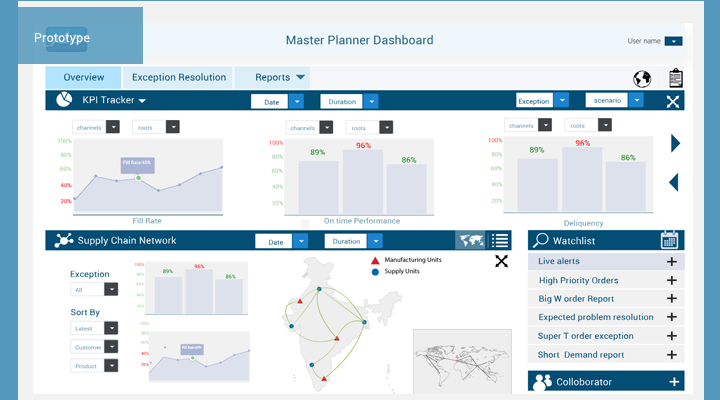 Prototype
Master Planner Dashboard
User name
Overview
Exception Resolution
Reports
KPI Tracker
Date
Duration
Exception
scenario
channels
roots
100%
80%
60%
40%
20%
Fill Rate 63%
Fill Rate
channels
roots
100%
80%
60%
40%
20%
89%
96%
86%
On time Performance
channels
roots
100%
80%
60%
40%
20%
89%
96%
86%
Deliquency
Supply Chain Network
Date
Duration
Exception
All
Sort By
Latest
Customer
Product
100%
80%
60%
40%
20%
89%
96%
86%
100%
80%
60%
40%
20%
Manufacturing Units
Supply Units
Watchlist
Live alerts
High Priority Orders
Big W order Report
Expected problem resolution
Super T order exception
Short Demand report
Colloborator